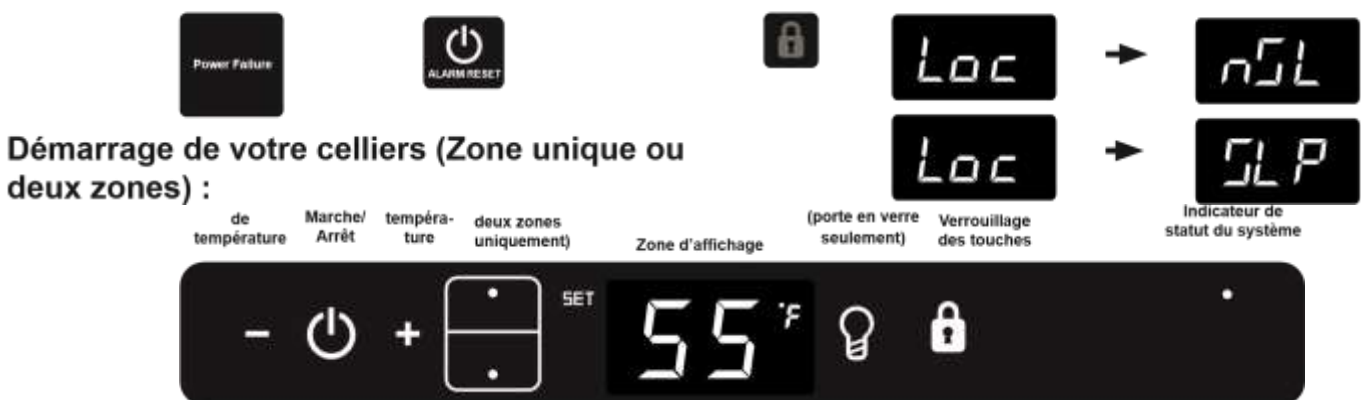 Power Failure
ALARM RESET
Loc
nSL
Démarrage de votre celliers (Zone unique ou
deux zones) :
Loc
SLP
de
température
Marche/
Arrêt
tempéra-
ture
deux zones
uniquement)
Zone d’affichage
(porte en verre
seulement)
Verrouillage
des touches
Indicateur de
statut du système
SET
55 °F